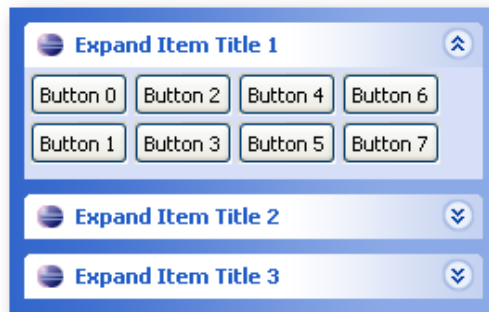 Expand Item Title 1
Button 0 Button 2 Button 4 Button 6
Button 1 Button 3 Button 5 Button 7
Expand Item Title 2
Expand Item Title 3